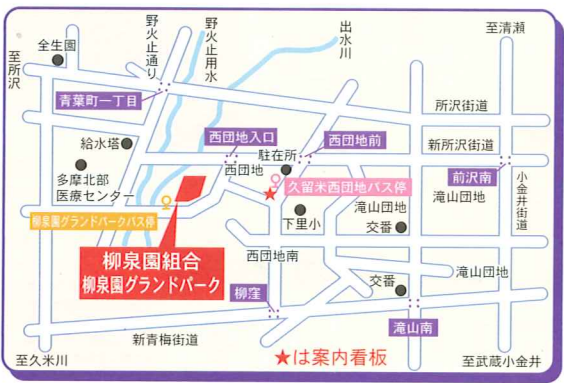 全生園
野火止通り
野火止用水
出水川
至清瀬
至所沢
青葉町一丁目
所沢街道
給水塔
西団地入口
西団地前
新所沢街道
駐在所
西団地
多摩北部
医療センター
久留米西団地バス停
前沢南
小金井街道
滝山団地
滝山団地
柳泉園グランドパークバス停
下里小
交番
柳泉園組合
柳泉園グランドパーク
西団地南
滝山団地
交番
柳窪
滝山南
新青梅街道
至久米川
★は案内看板
至武蔵小金井